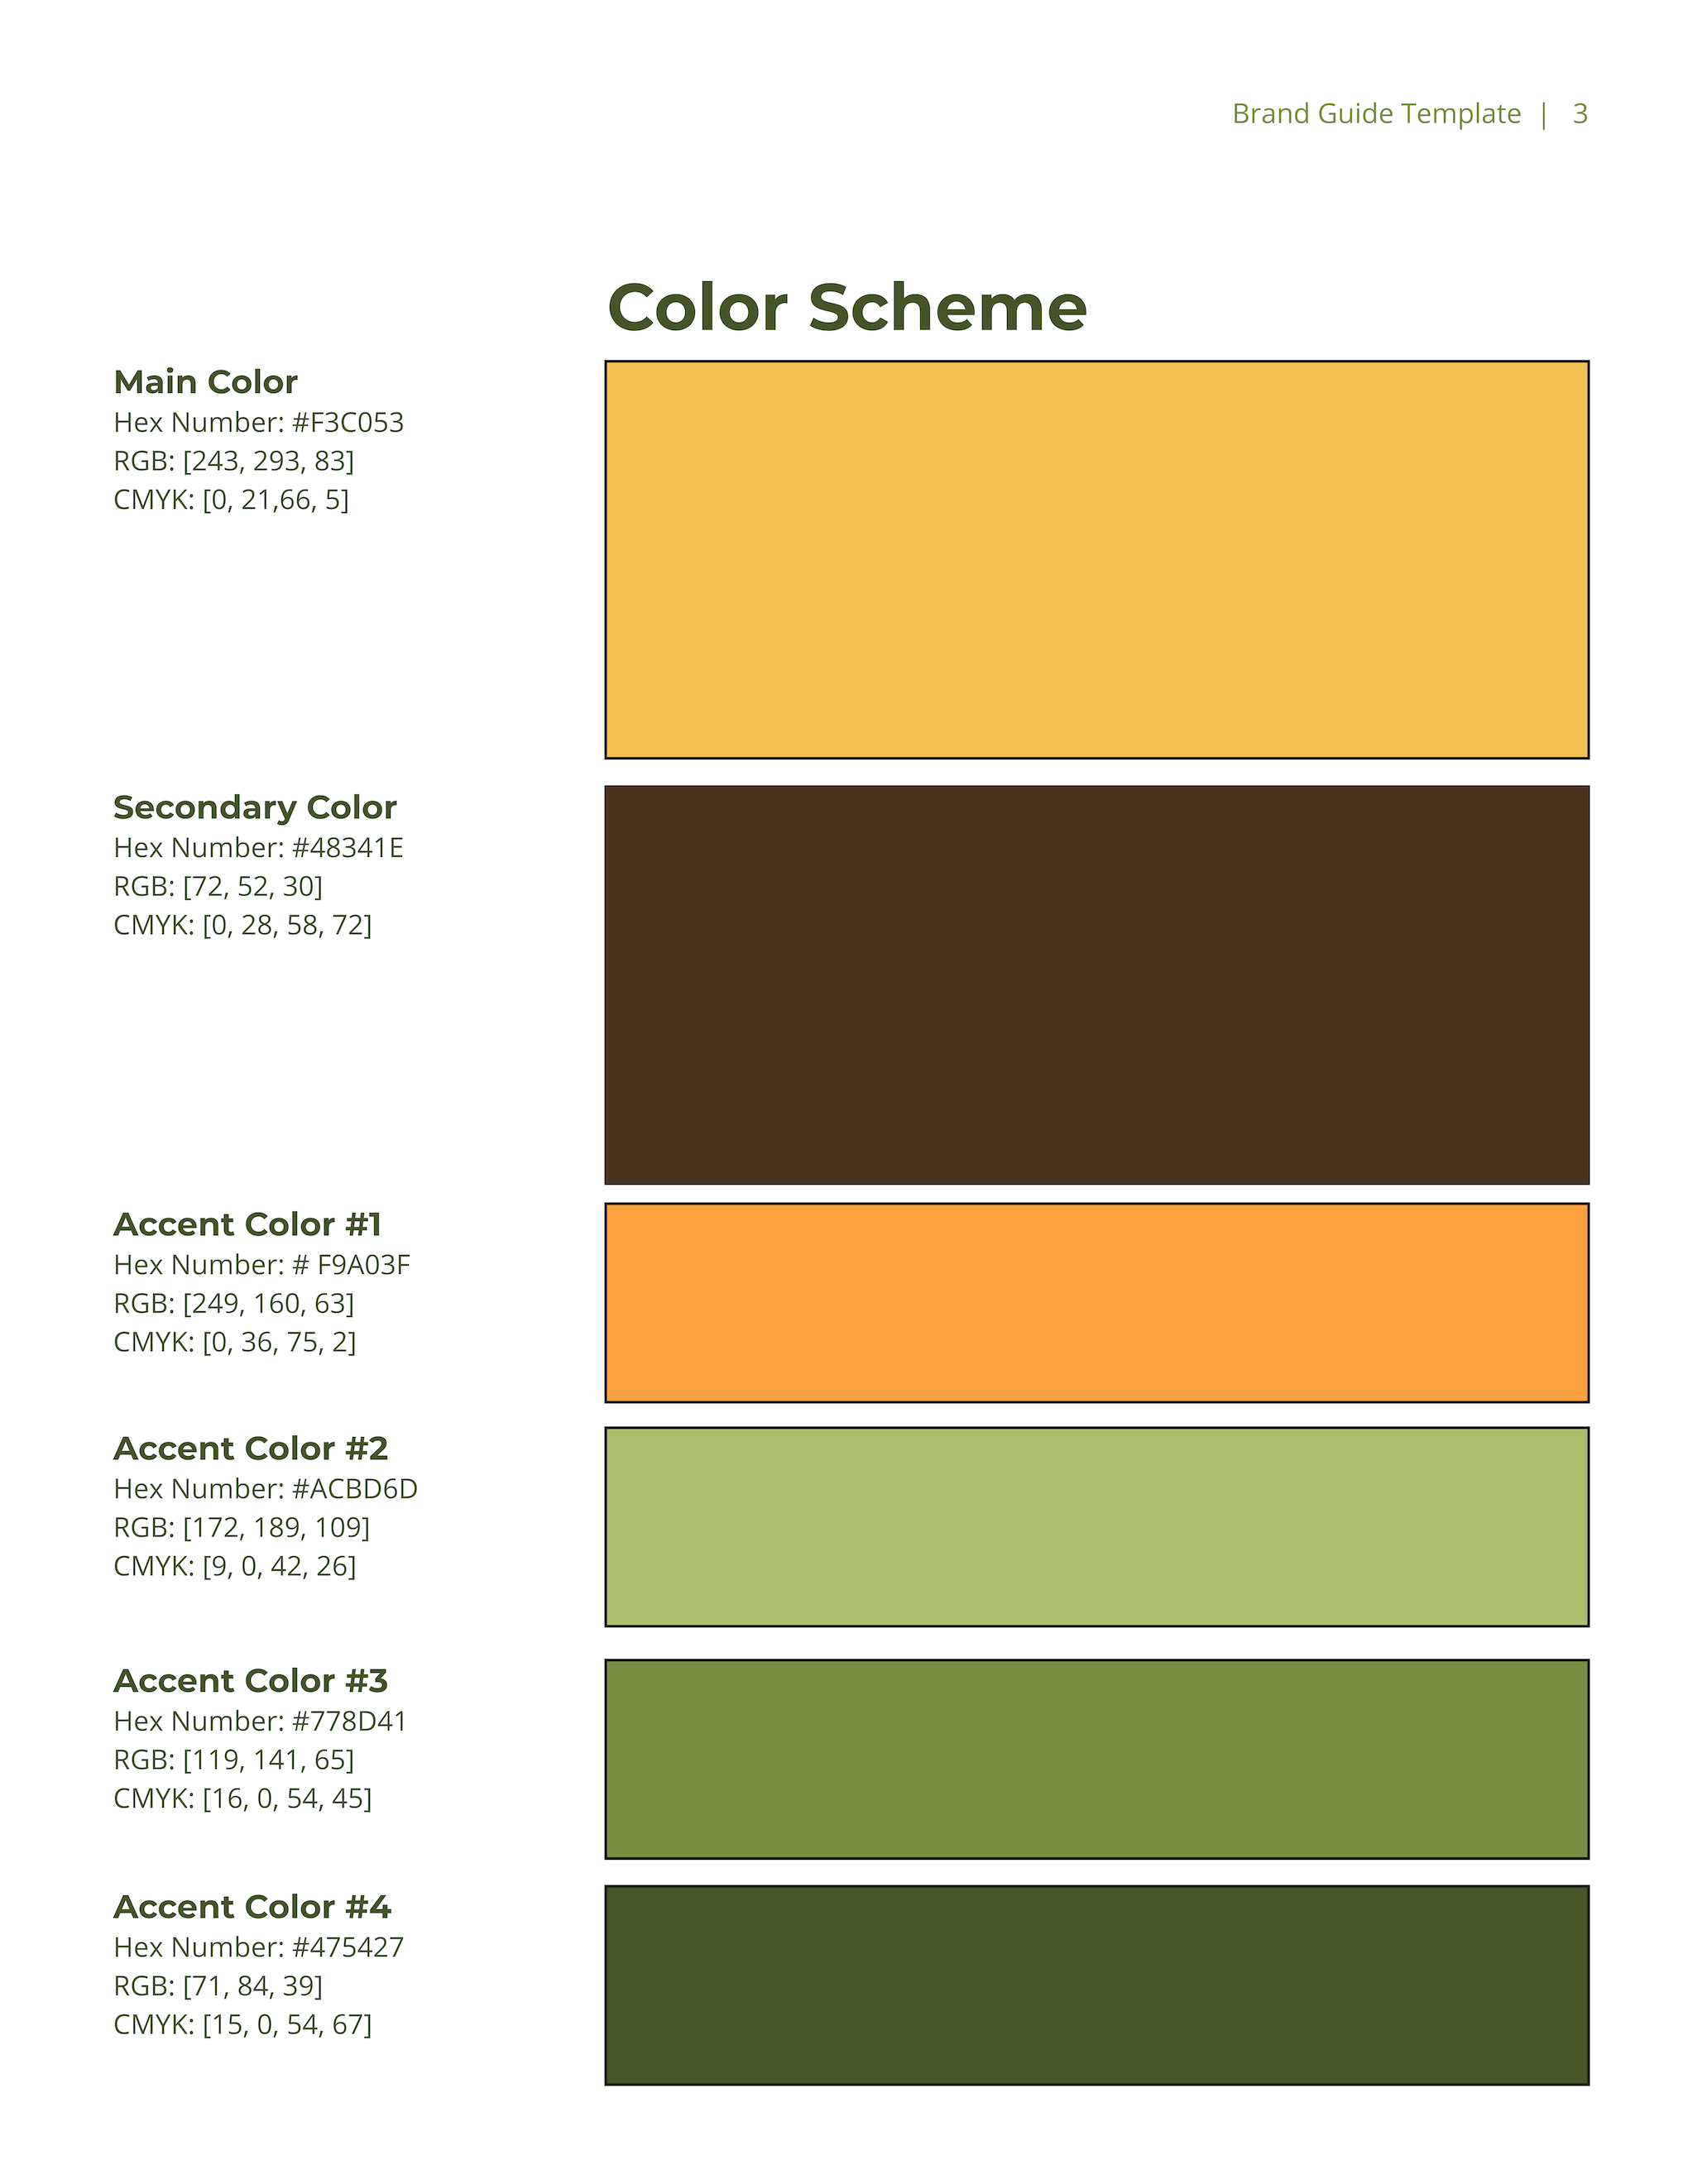 Brand Guide Template | 3
Color Scheme
Main Color
Hex Number: #F3C053
RGB: [243, 293, 83]
CMYK: [0, 21,66, 5]
Secondary Color
Hex Number: #48341E
RGB: [72, 52, 30]
CMYK: [0, 28, 58, 72]
Accent Color #1
Hex Number: # F9A03F
RGB: [249, 160, 63]
CMYK: [0, 36, 75, 2]
Accent Color #2
Hex Number: #ACBD6D
RGB: [172, 189, 109]
CMYK: [9, 0, 42, 26]
Accent Color #3
Hex Number: #778D41
RGB: [119, 141, 65]
CMYK: [16, 0, 54, 45]
Accent Color #4
Hex Number: #475427
RGB: [71, 84, 39]
CMYK: [15, 0, 54, 67]